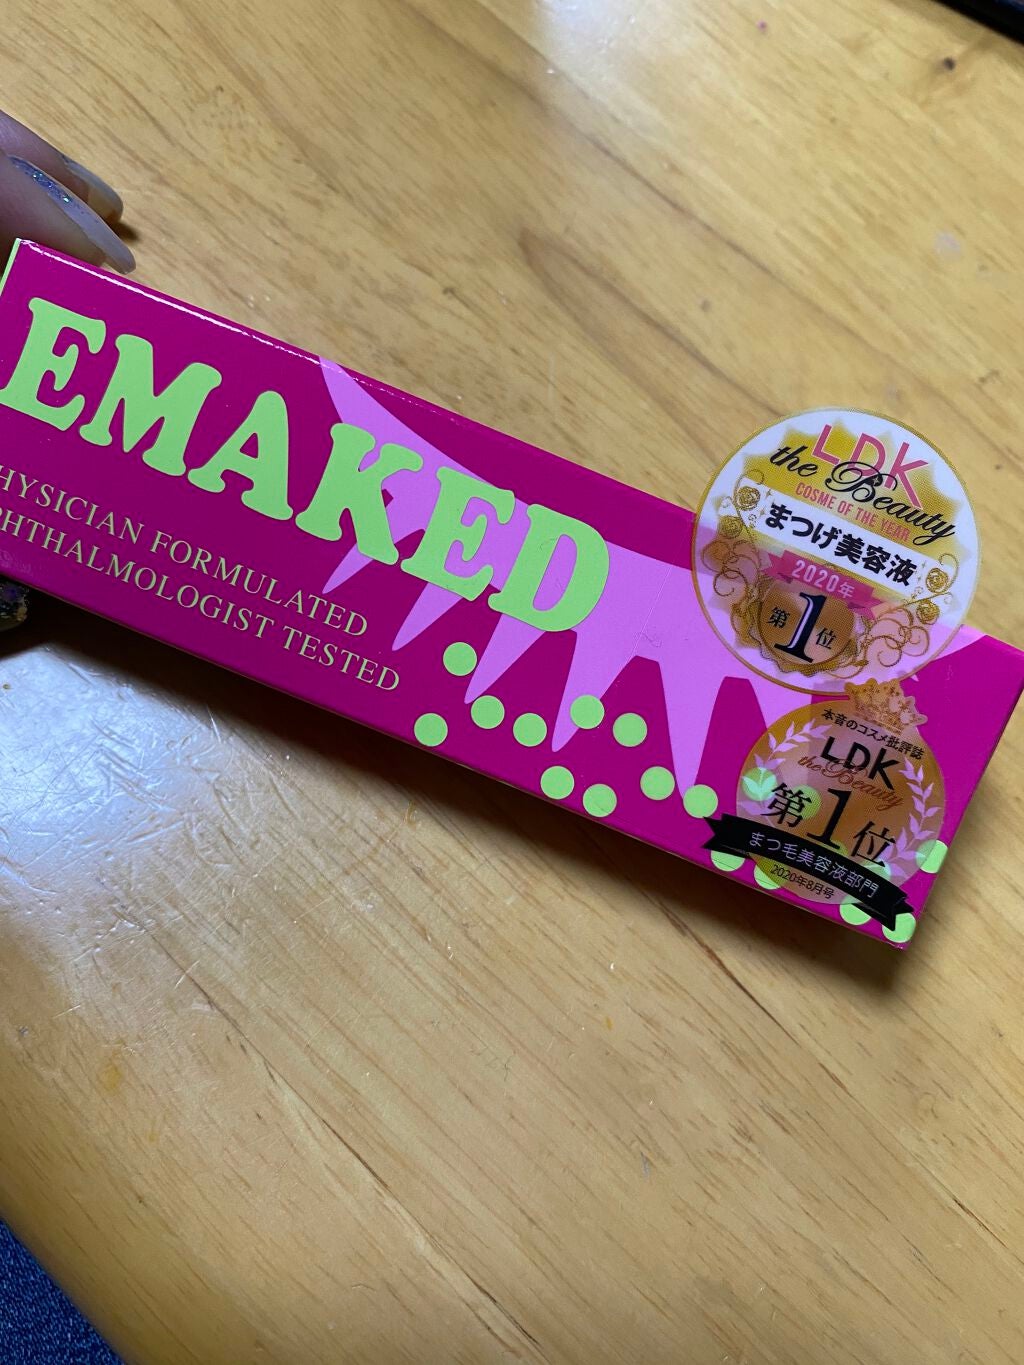 EMAKED
HYSICIAN FORMULATED
PHTHALMOLOGIST TESTED
LDK
the Beauty
COSME OF THE YEAR
まつげ美容液
2020年
第1位
本音のコスメ批評誌
LDK
the Beauty
第1位
まつ毛美容液部門
2020年8月号